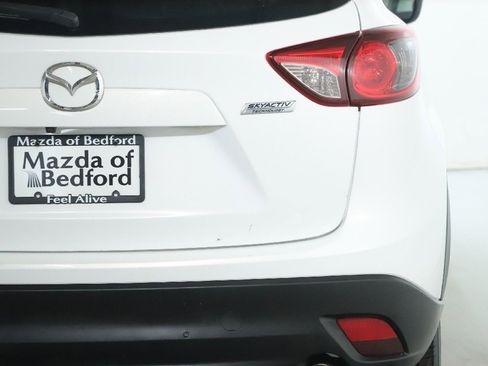 SKYACTIV
TECHNOLOGY
Mazda of Bedford
Mazda of
Bedford
Feel Alive